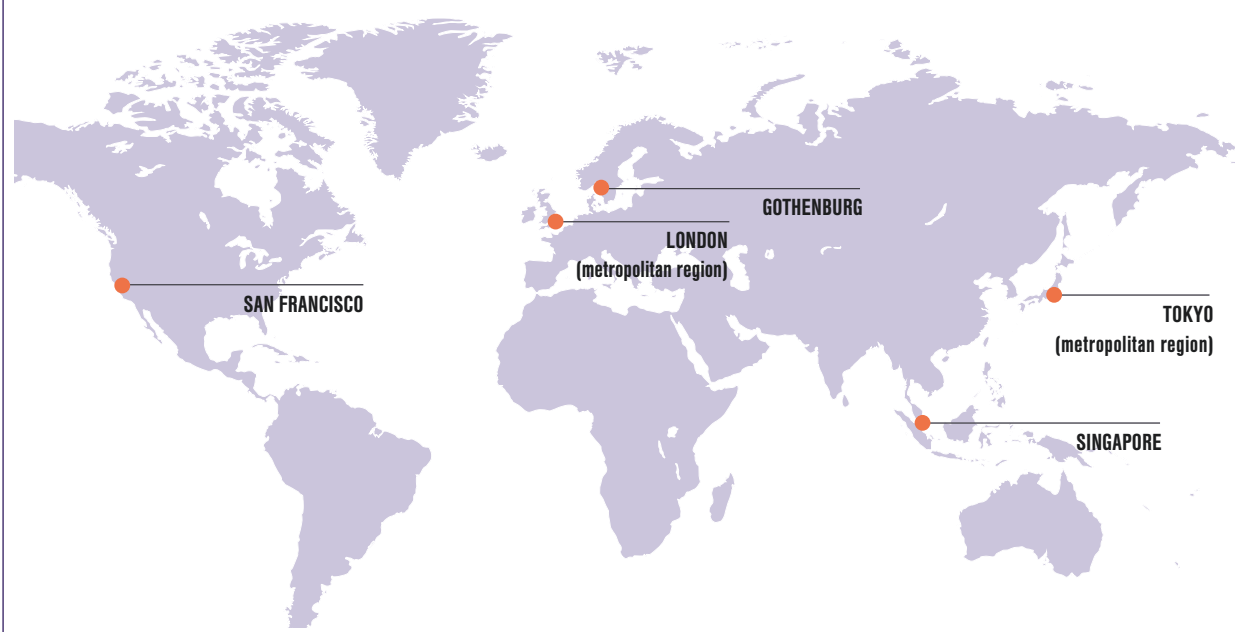 GOTHENBURG
LONDON
(metropolitan region)
SAN FRANCISCO
TOKYO
(metropolitan region)
SINGAPORE